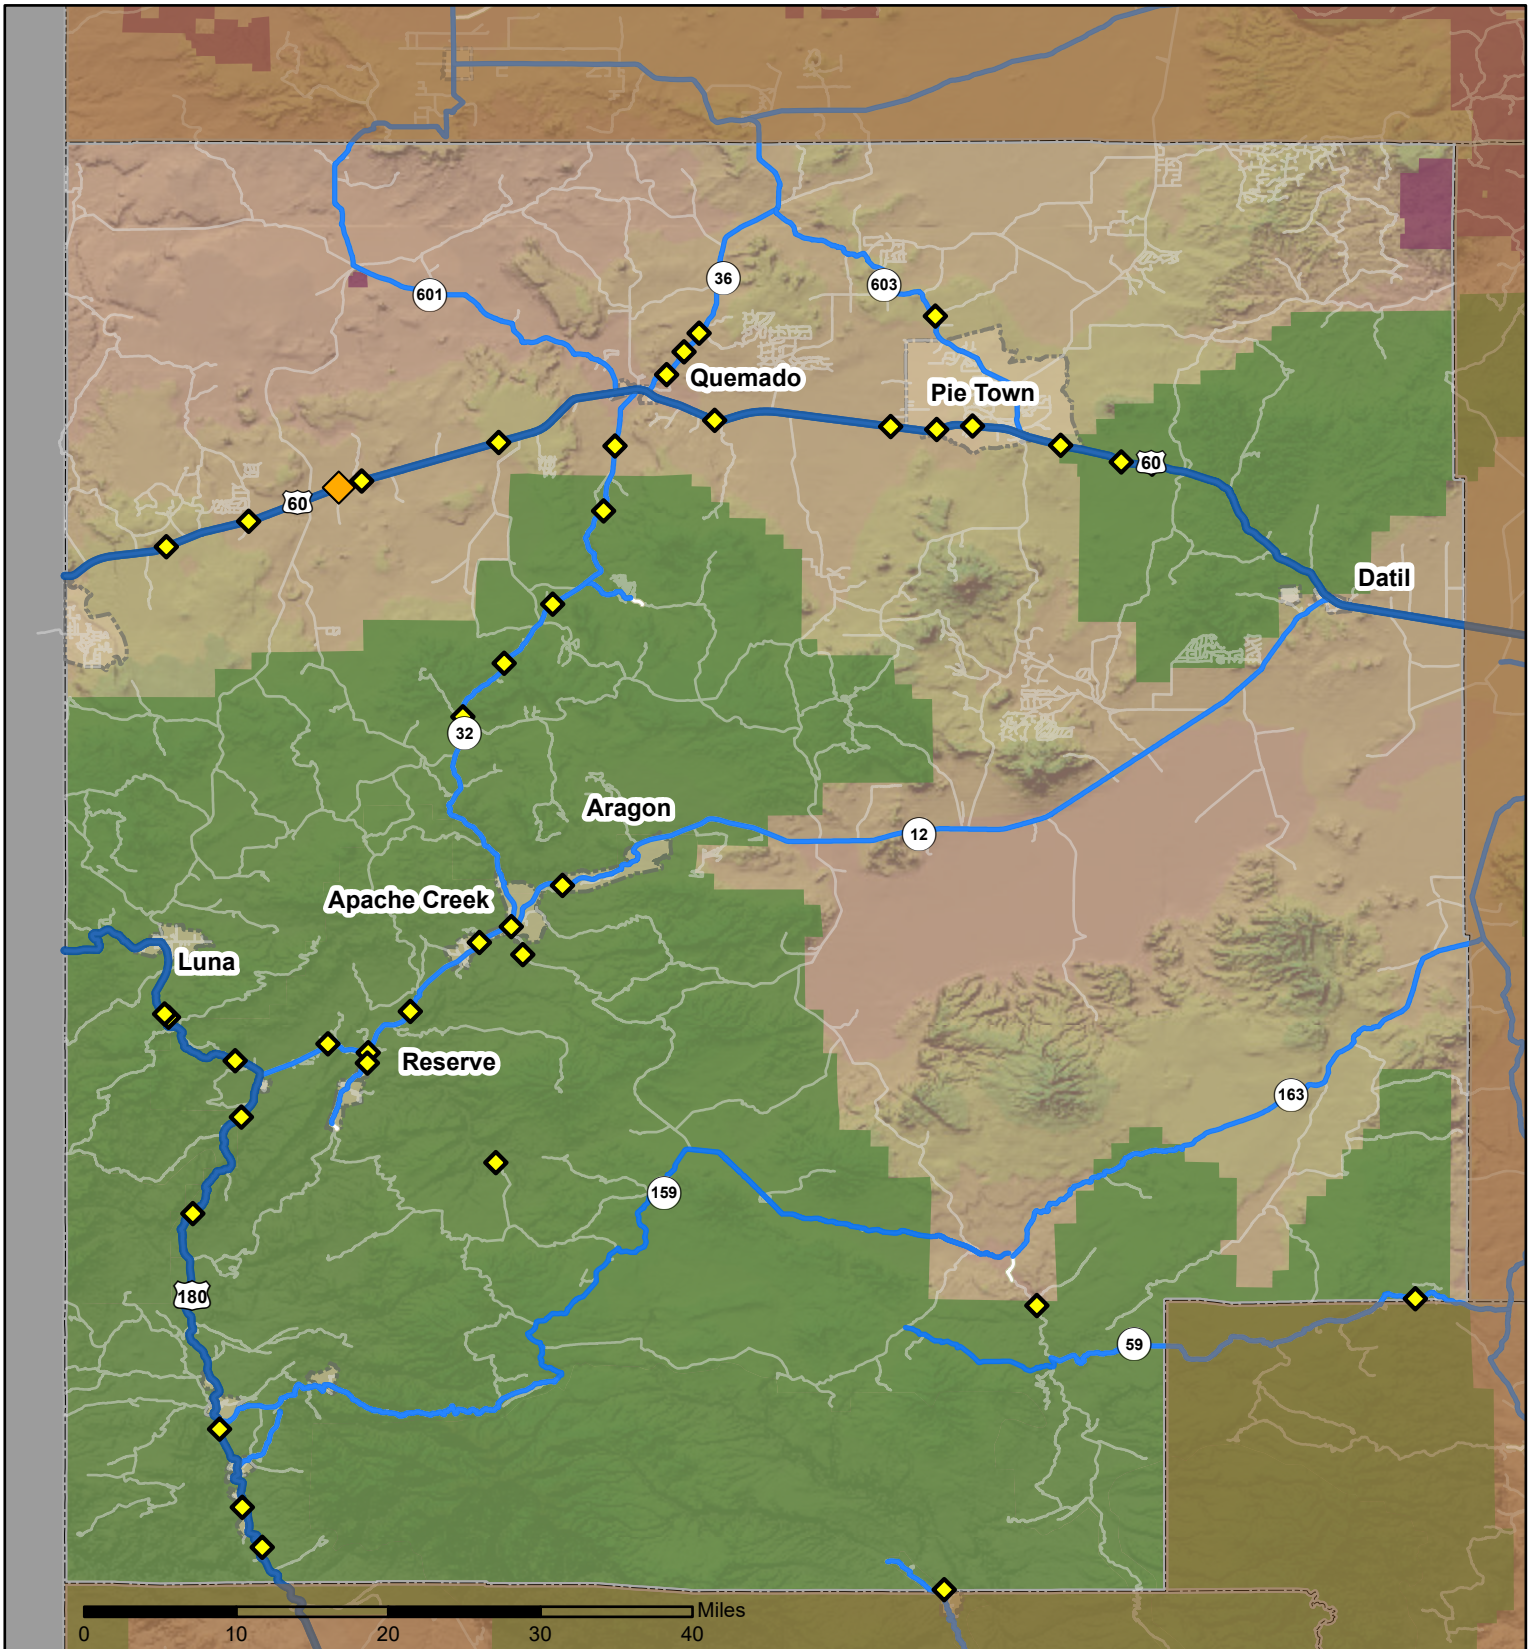 36
603
601
Quemado
Pie Town
60
60
Datil
32
Aragon
12
Apache Creek
Luna
Reserve
163
159
180
59
Miles
0 10 20 30 40